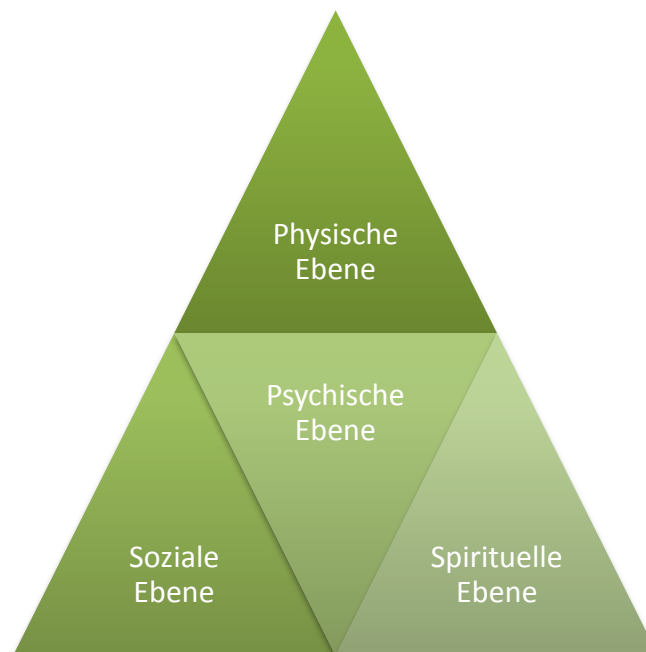 Physische
Ebene
Psychische
Ebene
Soziale
Ebene
Spirituelle
Ebene